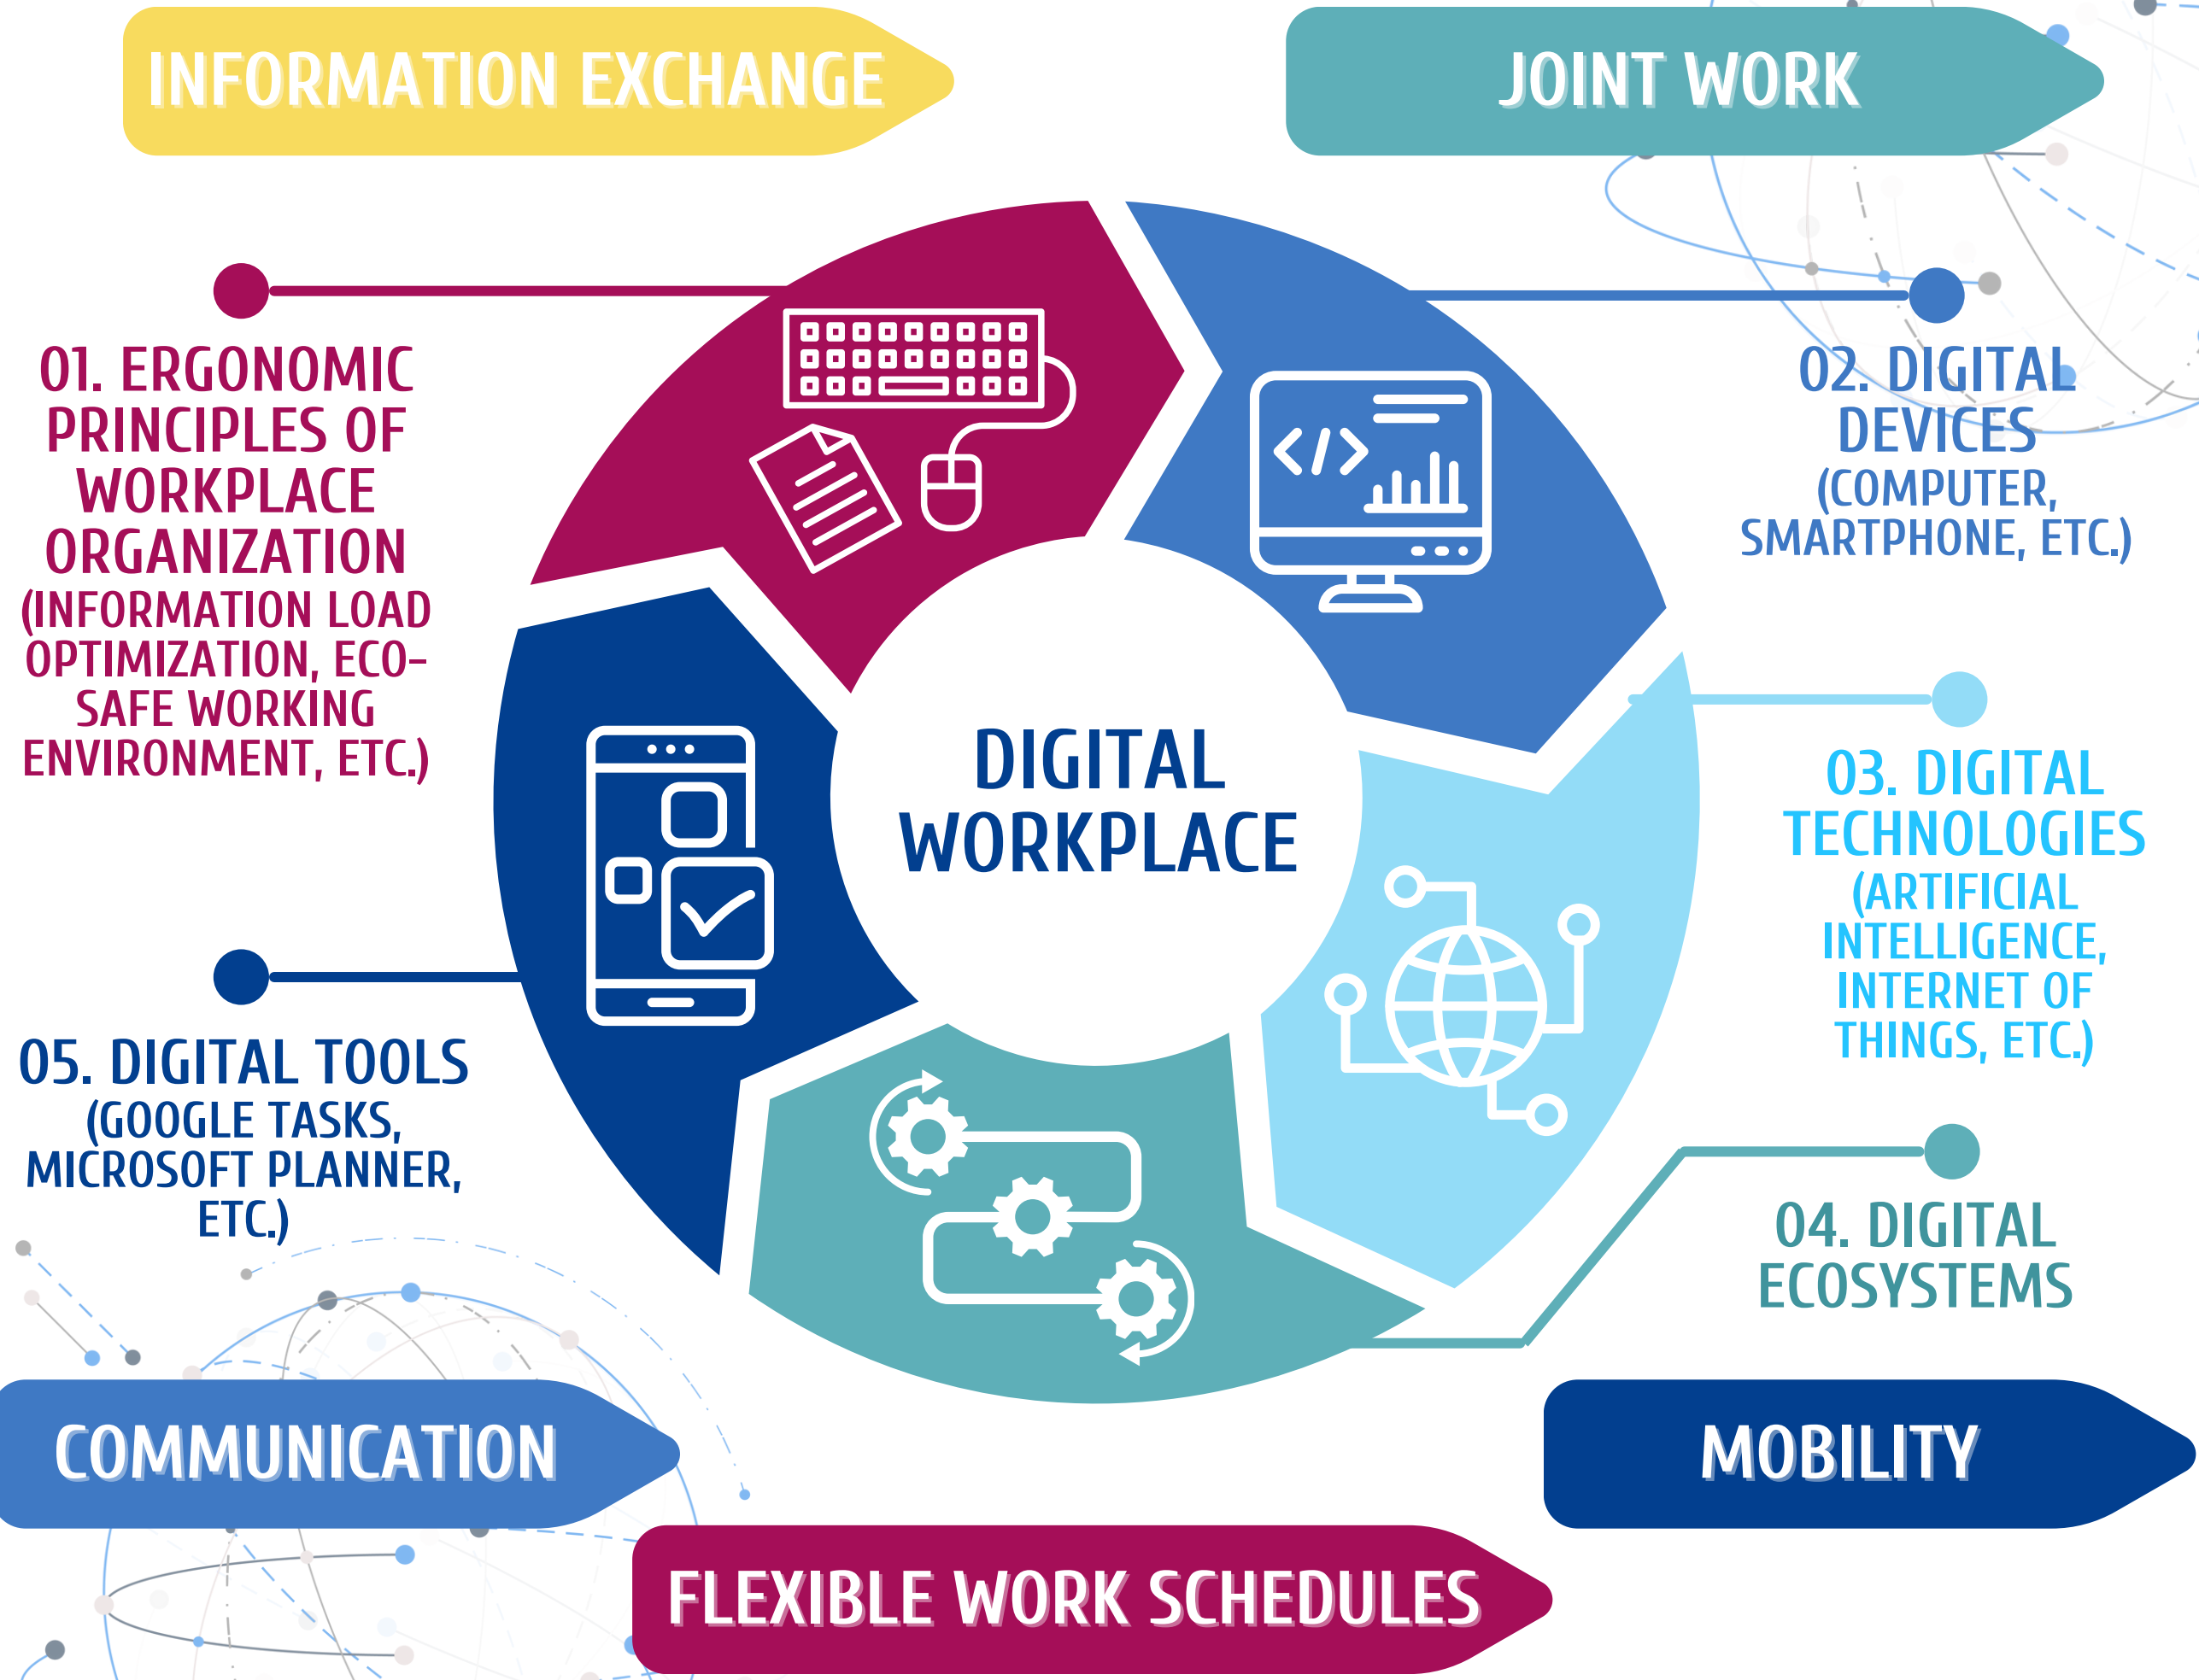 INFORMATION EXCHANGE
JOINT WORK
01. ERGONOMIC
PRINCIPLES OF
WORKPLACE
ORGANIZATION
(INFORMATION LOAD
OPTIMIZATION, ECO-
SAFE WORKING
ENVIRONMENT, ETC.)
02. DIGITAL
DEVICES
(COMPUTER,
SMARTPHONE, ETC.)
DIGITAL
WORKPLACE
03. DIGITAL
TECHNOLOGIES
(ARTIFICIAL
INTELLIGENCE,
INTERNET OF
THINGS, ETC.)
04. DIGITAL
ECOSYSTEMS
05. DIGITAL TOOLS
(GOOGLE TASKS,
MICROSOFT PLANNER,
ETC.)
COMMUNICATION
MOBILITY
FLEXIBLE WORK SCHEDULES